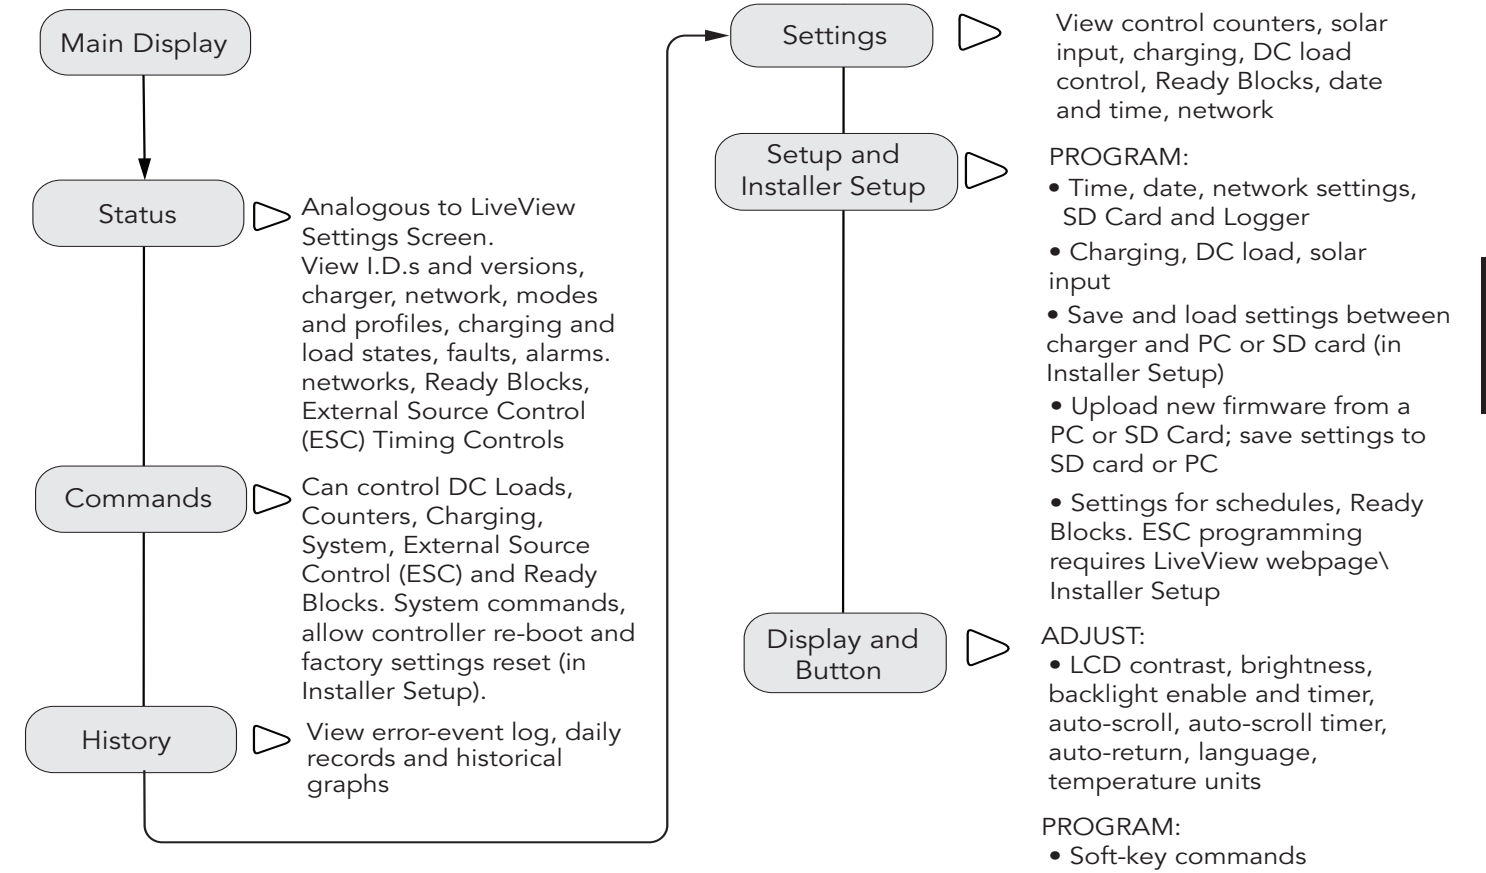 Main Display
Status
Analogous to LiveView
Settings Screen.
View I.D.s and versions,
charger, network, modes
and profiles, charging and
load states, faults, alarms.
networks, Ready Blocks,
External Source Control
(ESC) Timing Controls
Commands
Can control DC Loads,
Counters, Charging,
System, External Source
Control (ESC) and Ready
Blocks. System commands,
allow controller re-boot and
factory settings reset (in
Installer Setup).
History
View error-event log, daily
records and historical
graphs
Settings
View control counters, solar
input, charging, DC load
control, Ready Blocks, date
and time, network
Setup and
Installer Setup
PROGRAM:
• Time, date, network settings,
SD Card and Logger
• Charging, DC load, solar
input
• Save and load settings between
charger and PC or SD card (in
Installer Setup)
• Upload new firmware from a
PC or SD Card; save settings to
SD card or PC
• Settings for schedules, Ready
Blocks. ESC programming
requires LiveView webpage\
Installer Setup
Display and
Button
ADJUST:
• LCD contrast, brightness,
backlight enable and timer,
auto-scroll, auto-scroll timer,
auto-return, language,
temperature units
PROGRAM:
• Soft-key commands